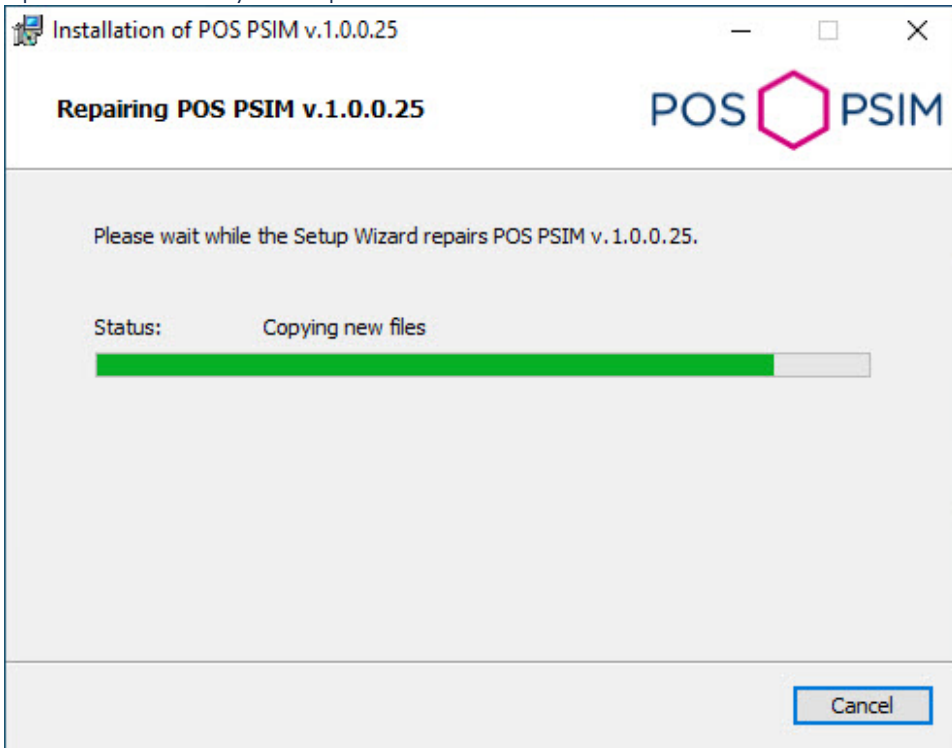 Installation of POS PSIM v.1.0.0.25
Repairing POS PSIM v.1.0.0.25
POS PSIM
Please wait while the Setup Wizard repairs POS PSIM v.1.0.0.25.
Status: Copying new files
Cancel